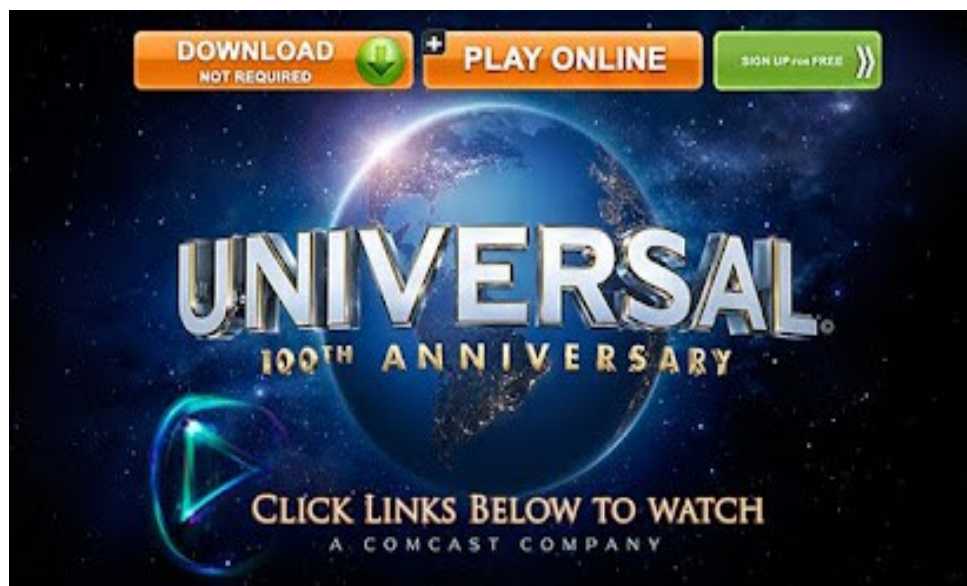 DOWNLOAD
NOT REQUIRED
PLAY ONLINE
SIGN UP FOR FREE
UNIVERSAL
100TH ANNIVERSARY
CLICK LINKS BELOW TO WATCH
A COMCAST COMPANY